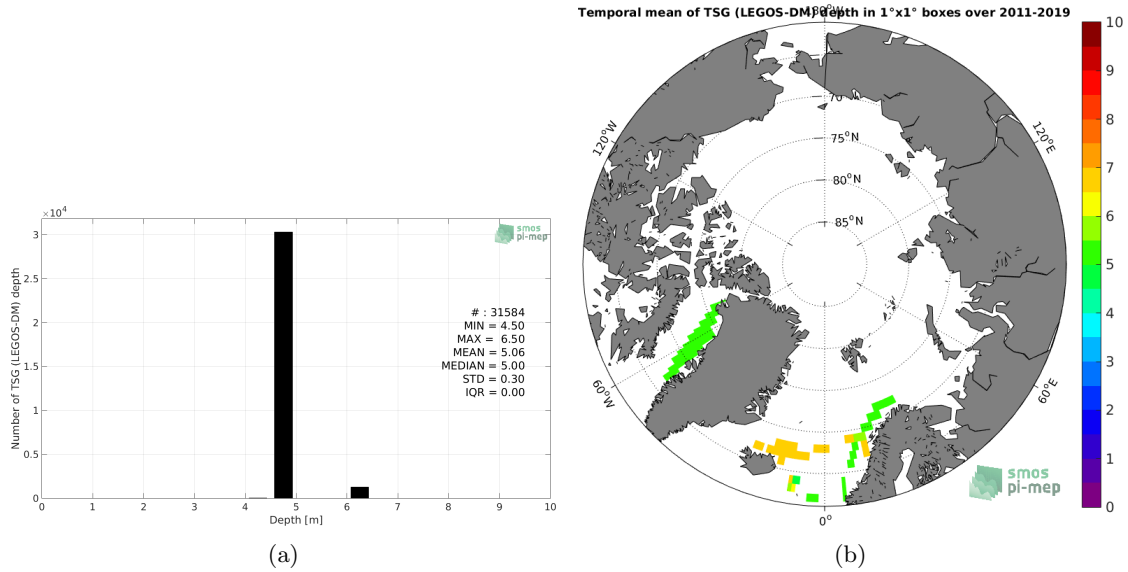 ×10⁴
3
2.5
2
1.5
1
0.5
0
Number of TSG (LEGOS-DM) depth
0 1 2 3 4 5 6 7 8 9 10
Depth [m]
smos
pi-mep
# : 31584
MIN = 4.50
MAX = 6.50
MEAN = 5.06
MEDIAN = 5.00
STD = 0.30
IQR = 0.00
(a)
Temporal mean of TSG (LEGOS-DM) depth in 1°x1° boxes over 2011-2019
180°W
120°W
120°E
60°W
60°E
0°
70
75°N
80°N
85°N
10
9
8
7
6
5
4
3
2
1
0
smos
pi-mep
(b)